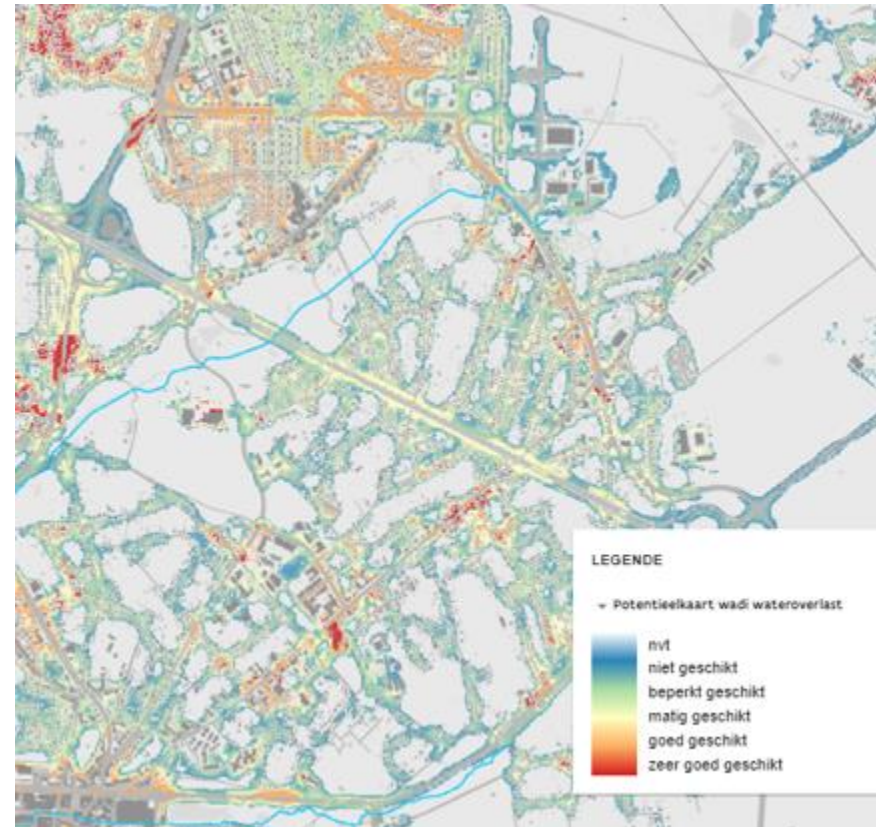 LEGENDE
Potentieelkaart wadi wateroverlast
nvt
niet geschikt
beperkt geschikt
matig geschikt
goed geschikt
zeer goed geschikt